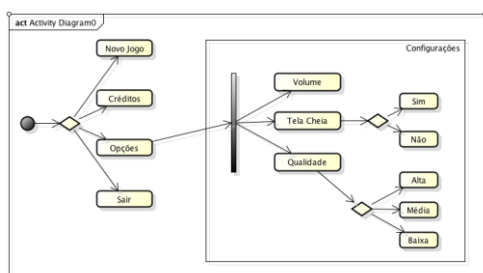 act Activity Diagram0
Novo Jogo
Créditos
Opções
Sair
Configurações
Volume
Tela Cheia
Qualidade
Sim
Não
Alta
Média
Baixa